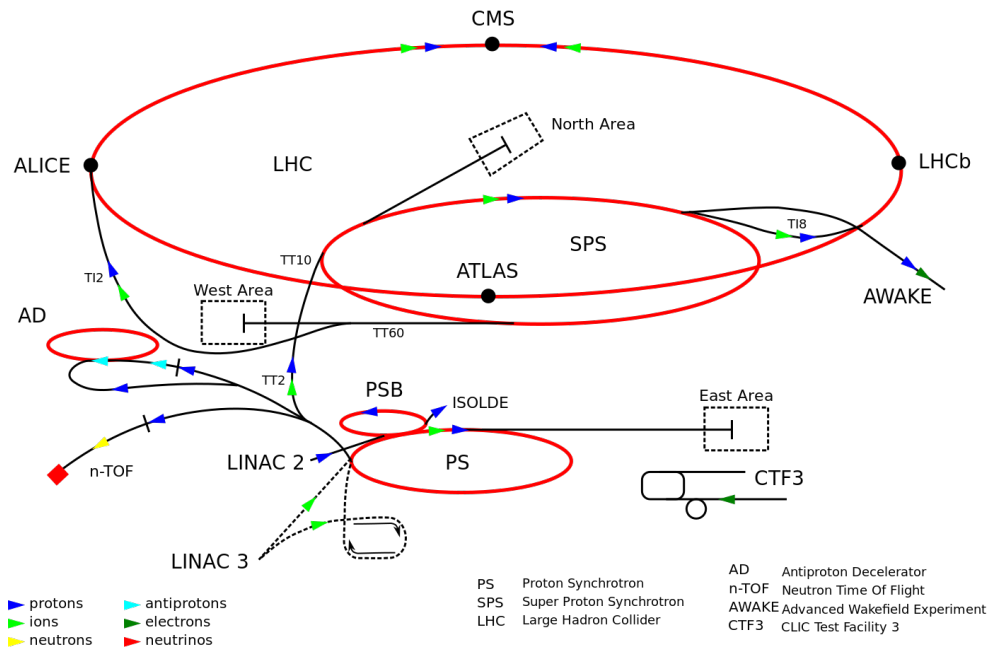 CMS
North Area
ALICE
LHC
LHCb
TI8
SPS
TT10
ATLAS
TI2
West Area
AWAKE
AD
TT60
TT2
PSB
ISOLDE
East Area
LINAC 2
PS
n-TOF
CTF3
LINAC 3
protons
ions
neutrons
antiprotons
electrons
neutrinos
PS Proton Synchrotron
SPS Super Proton Synchrotron
LHC Large Hadron Collider
AD Antiproton Decelerator
n-TOF Neutron Time Of Flight
AWAKE Advanced Wakefield Experiment
CTF3 CLIC Test Facility 3